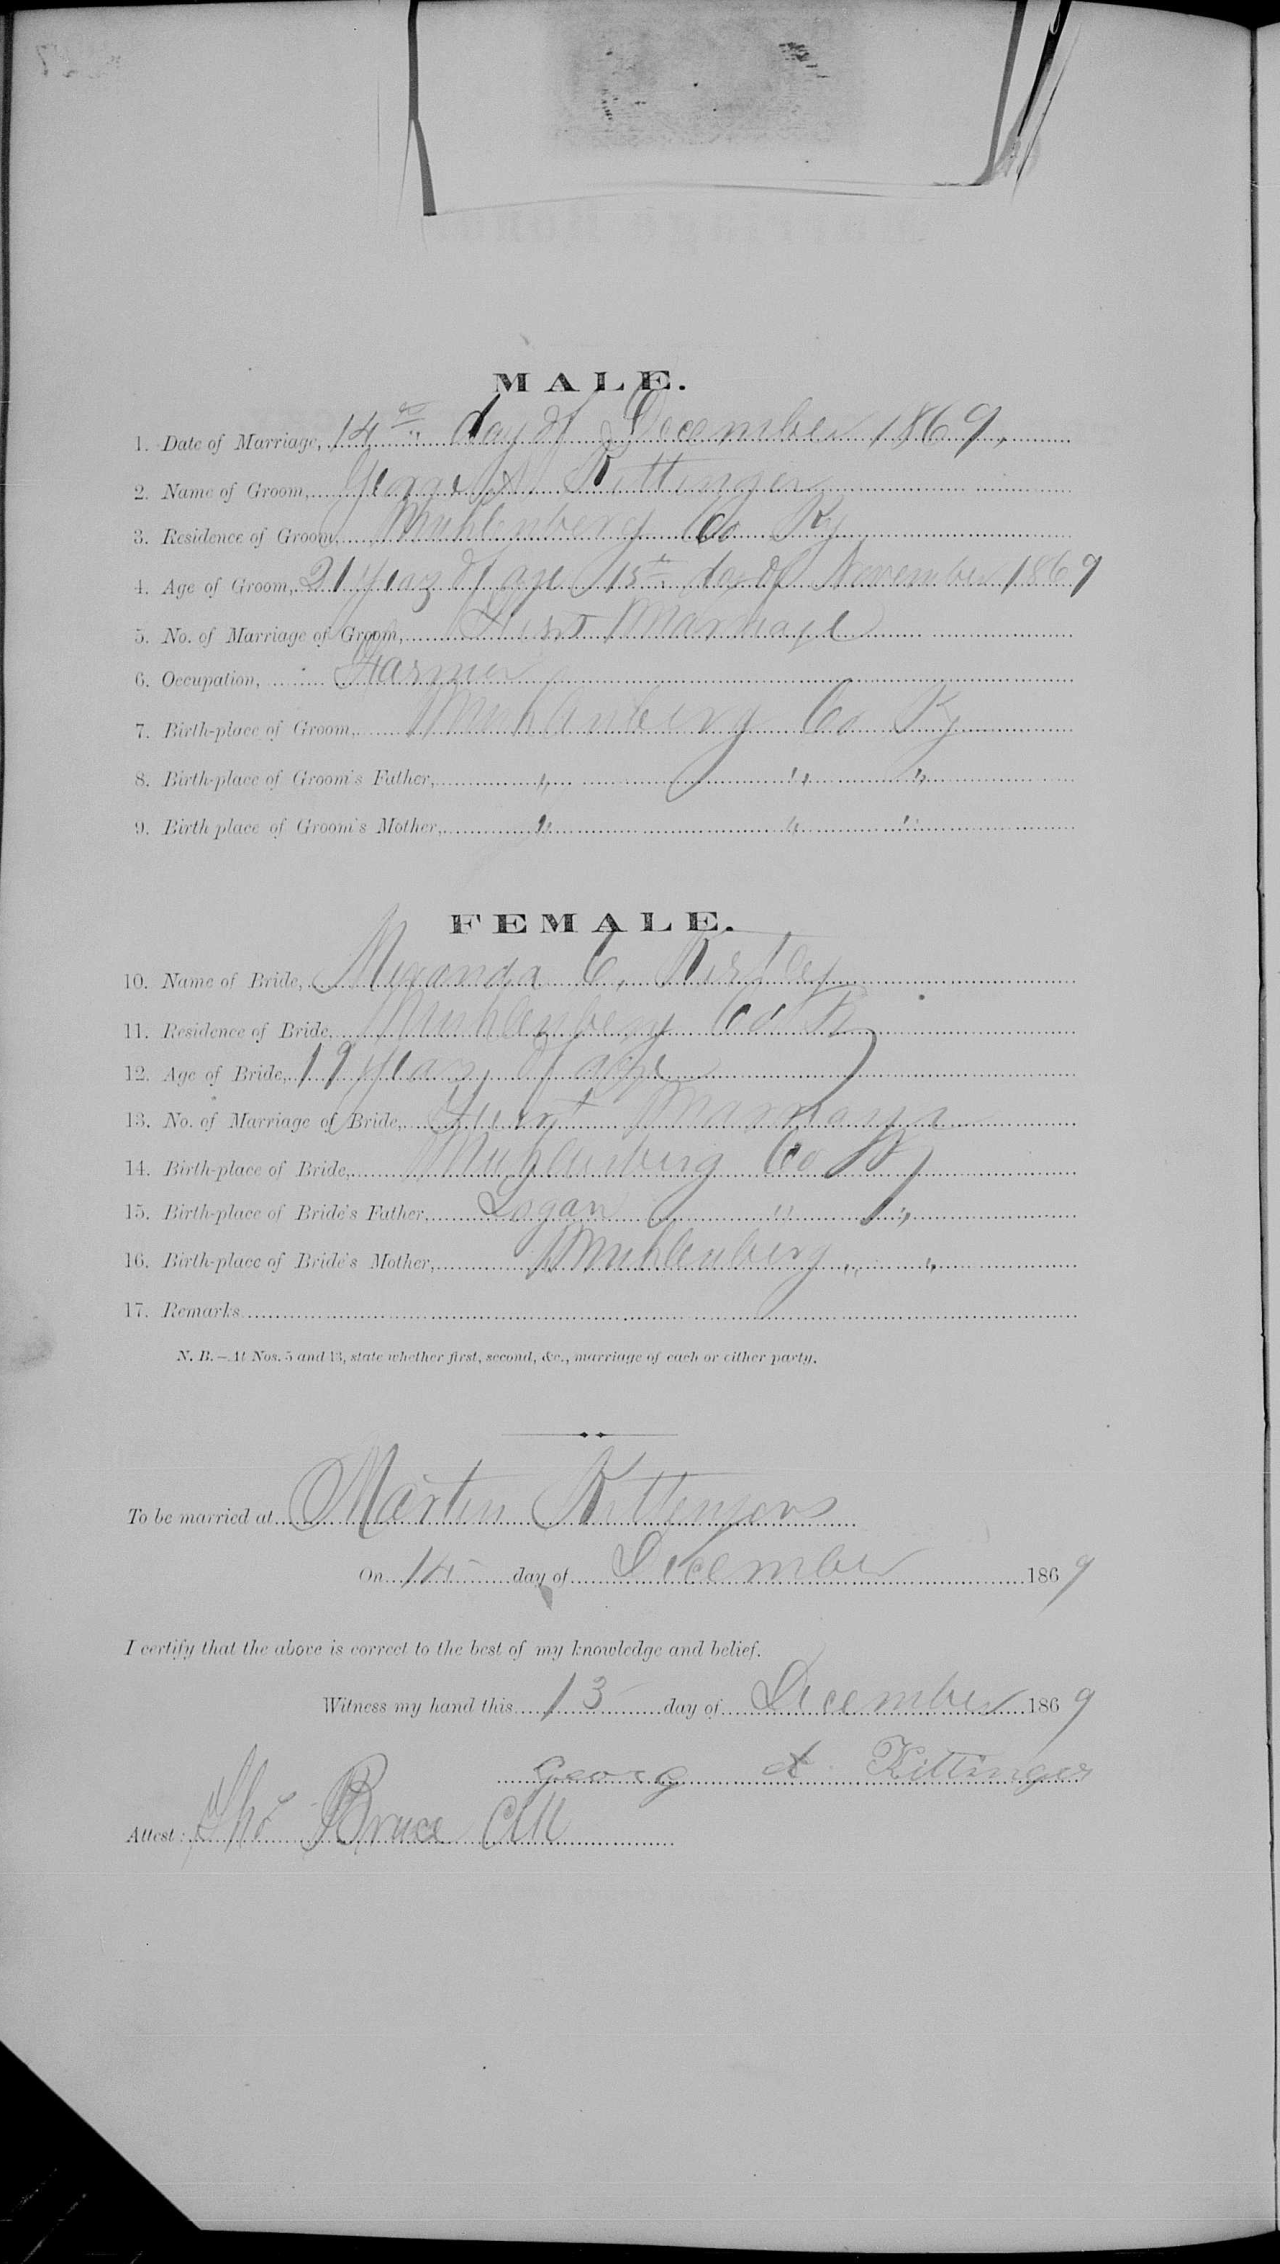 MALE.
1. Date of Marriage, 14th day of December 1869,
2. Name of Groom, George A Kittinger
3. Residence of Groom, Muhlenberg Co Ky
4. Age of Groom, 21 years of age 15th day of November 1869
5. No. of Marriage of Groom, First Marriage
6. Occupation, Farmer
7. Birth-place of Groom, Muhlenberg Co Ky
8. Birth-place of Groom's Father, " " "
9. Birth place of Groom's Mother, " " "
FEMALE.
10. Name of Bride, Mexanda C,
11. Residence of Bride, Muhlenberg Co Ky
12. Age of Bride, 19 years of age
13. No. of Marriage of Bride, First Marriage
14. Birth-place of Bride, Muhlenberg Co Ky
15. Birth-place of Bride's Father, Logan " "
16. Birth-place of Bride's Mother, Muhlenberg " "
17. Remarks
N. B.—At Nos. 5 and 13, state whether first, second, &c., marriage of each or either party.
To be married at Martin Kittengers
On 14 day of December 1869
I certify that the above is correct to the best of my knowledge and belief.
Witness my hand this 13 day of December 1869
Georg A Kittinger
Attest: Tho Bruce